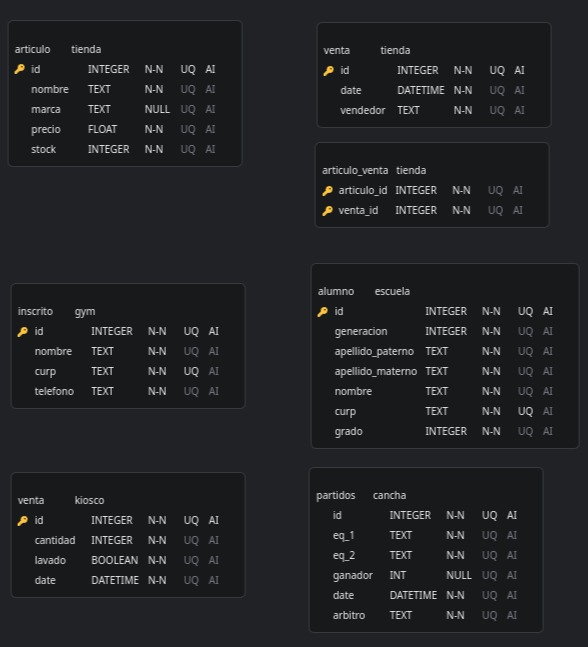 articulo tienda
id INTEGER N-N UQ AI
nombre TEXT N-N UQ AI
marca TEXT NULL UQ AI
precio FLOAT N-N UQ AI
stock INTEGER N-N UQ AI
venta tienda
id INTEGER N-N UQ AI
date DATETIME N-N UQ AI
vendedor TEXT N-N UQ AI
articulo_venta tienda
articulo_id INTEGER N-N UQ AI
venta_id INTEGER N-N UQ AI
inscrito gym
id INTEGER N-N UQ AI
nombre TEXT N-N UQ AI
curp TEXT N-N UQ AI
telefono TEXT N-N UQ AI
alumno escuela
id INTEGER N-N UQ AI
generacion INTEGER N-N UQ AI
apellido_paterno TEXT N-N UQ AI
apellido_materno TEXT N-N UQ AI
nombre TEXT N-N UQ AI
curp TEXT N-N UQ AI
grado INTEGER N-N UQ AI
venta kiosco
id INTEGER N-N UQ AI
cantidad INTEGER N-N UQ AI
lavado BOOLEAN N-N UQ AI
date DATETIME N-N UQ AI
partidos cancha
id INTEGER N-N UQ AI
eq_1 TEXT N-N UQ AI
eq_2 TEXT N-N UQ AI
ganador INT NULL UQ AI
date DATETIME N-N UQ AI
arbitro TEXT N-N UQ AI